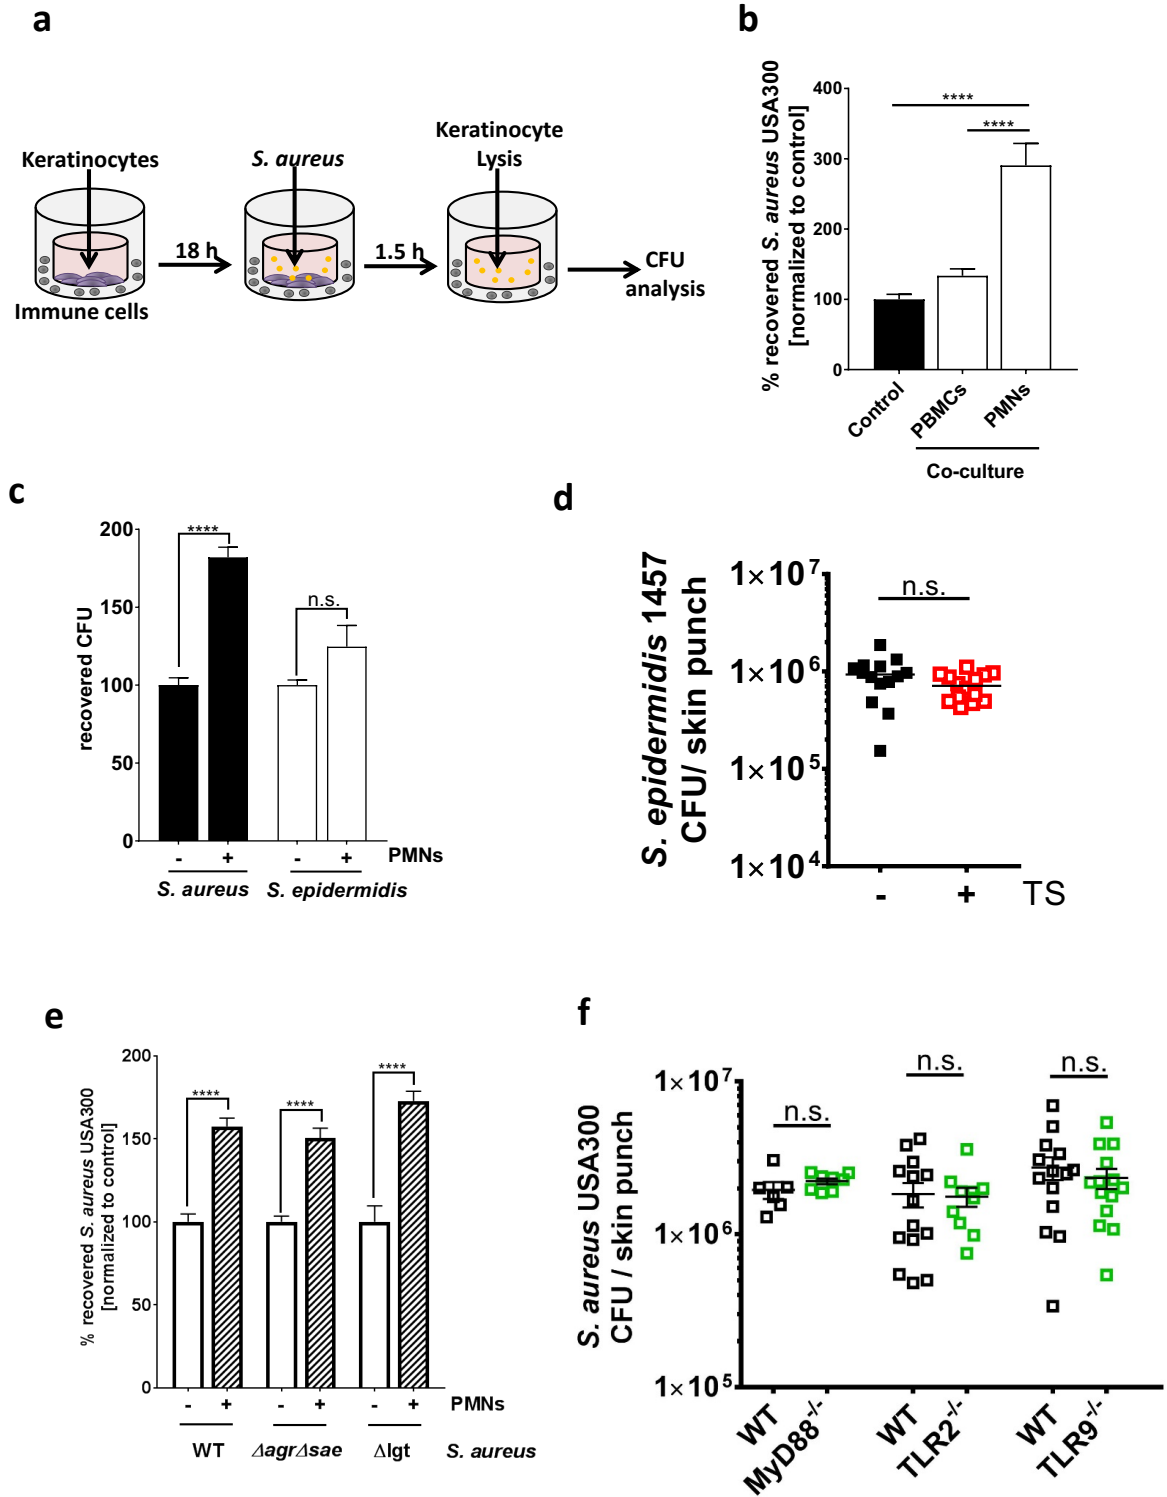 a
Keratinocytes
S. aureus
Keratinocyte
Lysis
18 h
1.5 h
CFU
analysis
Immune cells
b
% recovered S. aureus USA300
[normalized to control]
400
300
200
100
0
****
****
Control
PBMCs
PMNs
Co-culture
c
recovered CFU
200
150
100
50
0
****
n.s.
- + - + PMNs
S. aureus S. epidermidis
d
S. epidermidis 1457
CFU/ skin punch
1×10⁷
1×10⁶
1×10⁵
1×10⁴
n.s.
- + TS
e
% recovered S. aureus USA300
[normalized to control]
200
150
100
50
0
****
****
****
- + - + - + PMNs
WT ΔagrΔsae Δlgt S. aureus
f
S. aureus USA300
CFU / skin punch
1×10⁷
1×10⁶
1×10⁵
n.s.
n.s.
n.s.
WT
MyD88⁻/⁻
WT
TLR2⁻/⁻
WT
TLR9⁻/⁻